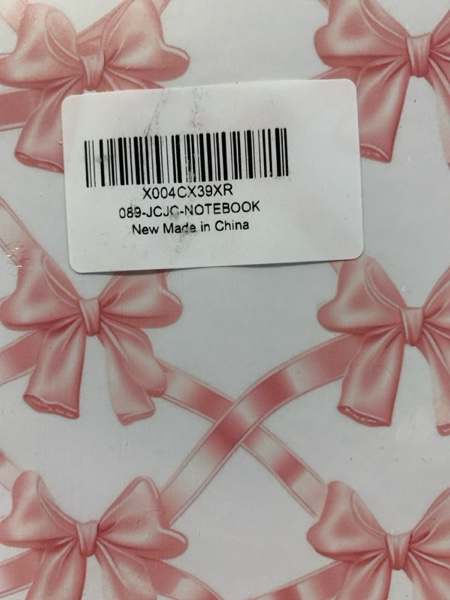 X004CX39XR
089-JCJC-NOTEBOOK
New Made in China